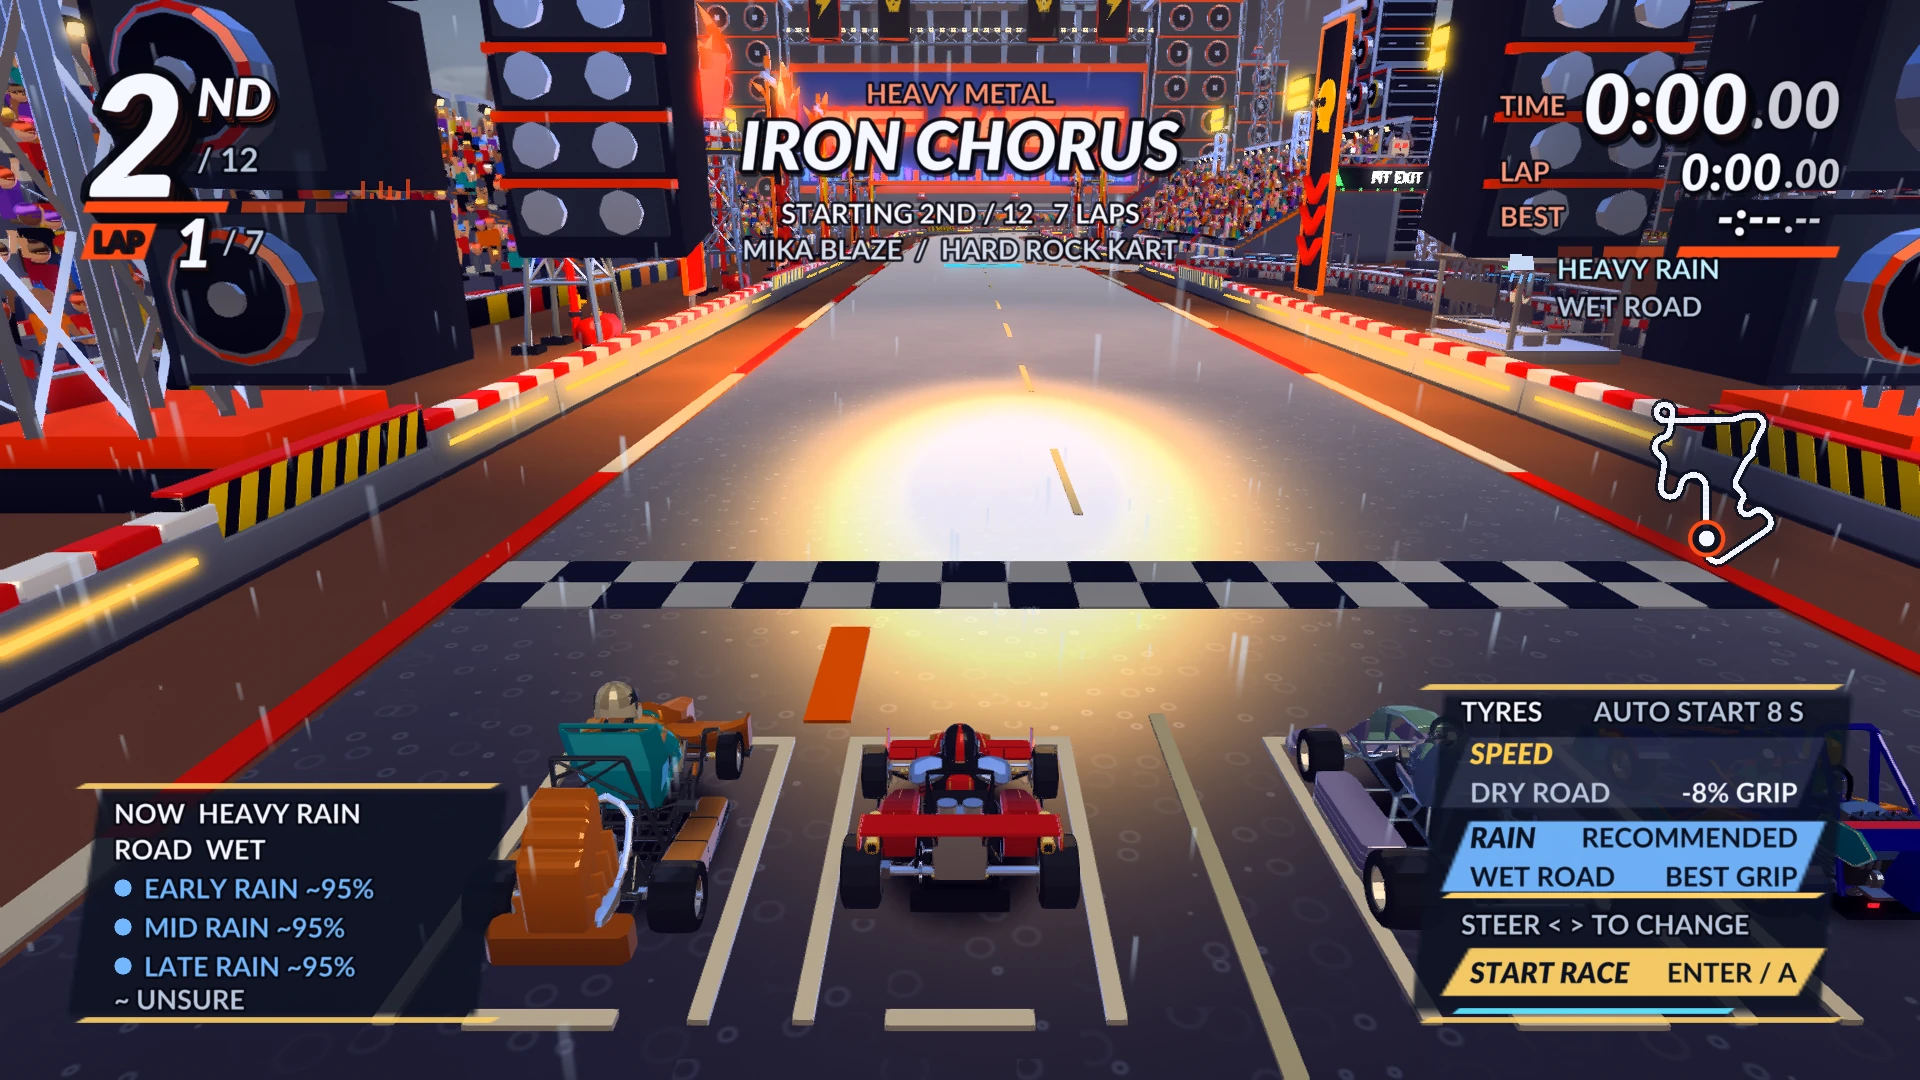 2ND / 12
LAP 1 / 7
HEAVY METAL
IRON CHORUS
STARTING 2ND / 12 7 LAPS
MIKA BLAZE / HARD ROCK KART
TIME 0:00.00
LAP 0:00.00
BEST -:--.--
HEAVY RAIN
WET ROAD
PIT EXIT
NOW HEAVY RAIN
ROAD WET
EARLY RAIN ~95%
MID RAIN ~95%
LATE RAIN ~95%
~ UNSURE
TYRES AUTO START 8 S
SPEED
DRY ROAD -8% GRIP
RAIN RECOMMENDED
WET ROAD BEST GRIP
STEER < > TO CHANGE
START RACE ENTER / A